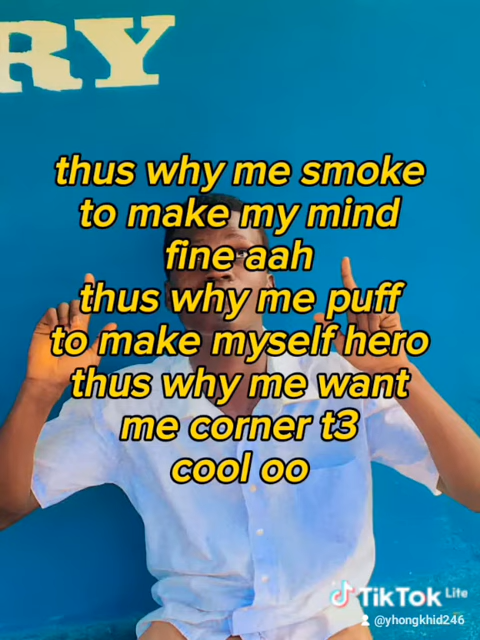 RY
thus why me smoke
to make my mind
fine aah
thus why me puff
to make myself hero
thus why me want
me corner t3
cool oo
TikTok Lite
@yhongkhid246